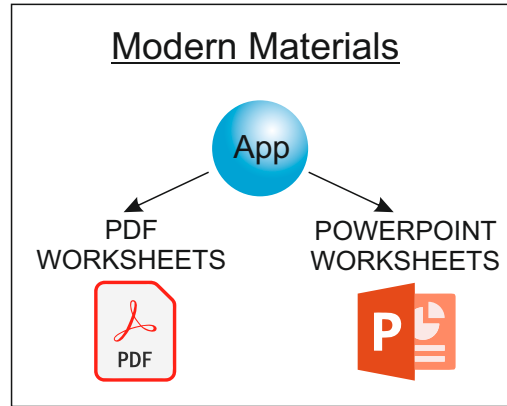 Modern Materials
App
PDF
WORKSHEETS
POWERPOINT
WORKSHEETS
PDF
P